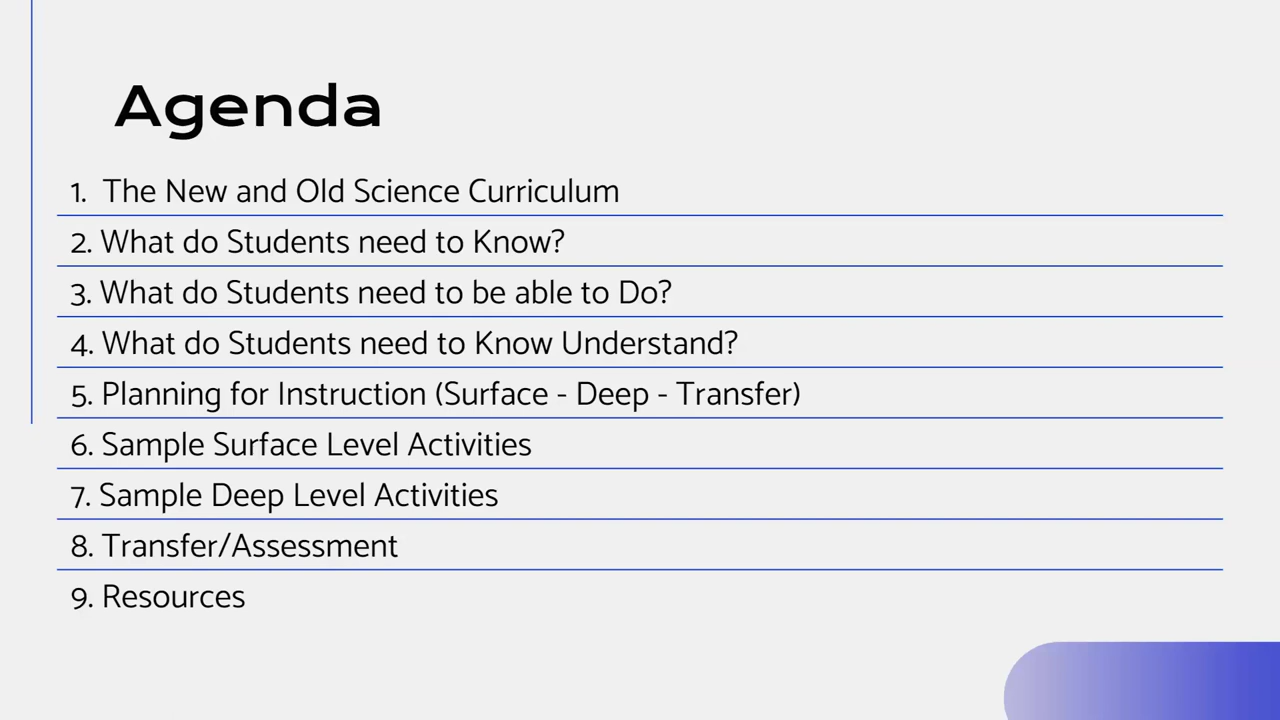 Agenda
1. The New and Old Science Curriculum
2. What do Students need to Know?
3. What do Students need to be able to Do?
4. What do Students need to Know Understand?
5. Planning for Instruction (Surface - Deep - Transfer)
6. Sample Surface Level Activities
7. Sample Deep Level Activities
8. Transfer/Assessment
9. Resources